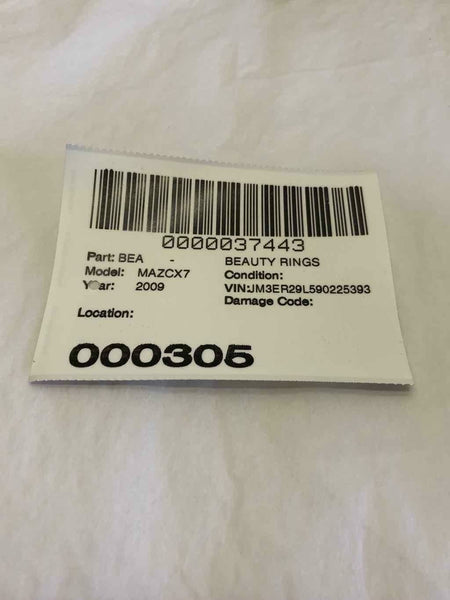 0000037443
Part: BEA - BEAUTY RINGS
Model: MAZCX7 Condition:
Year: 2009 VIN:JM3ER29L590225393
Damage Code:
Location:
000305